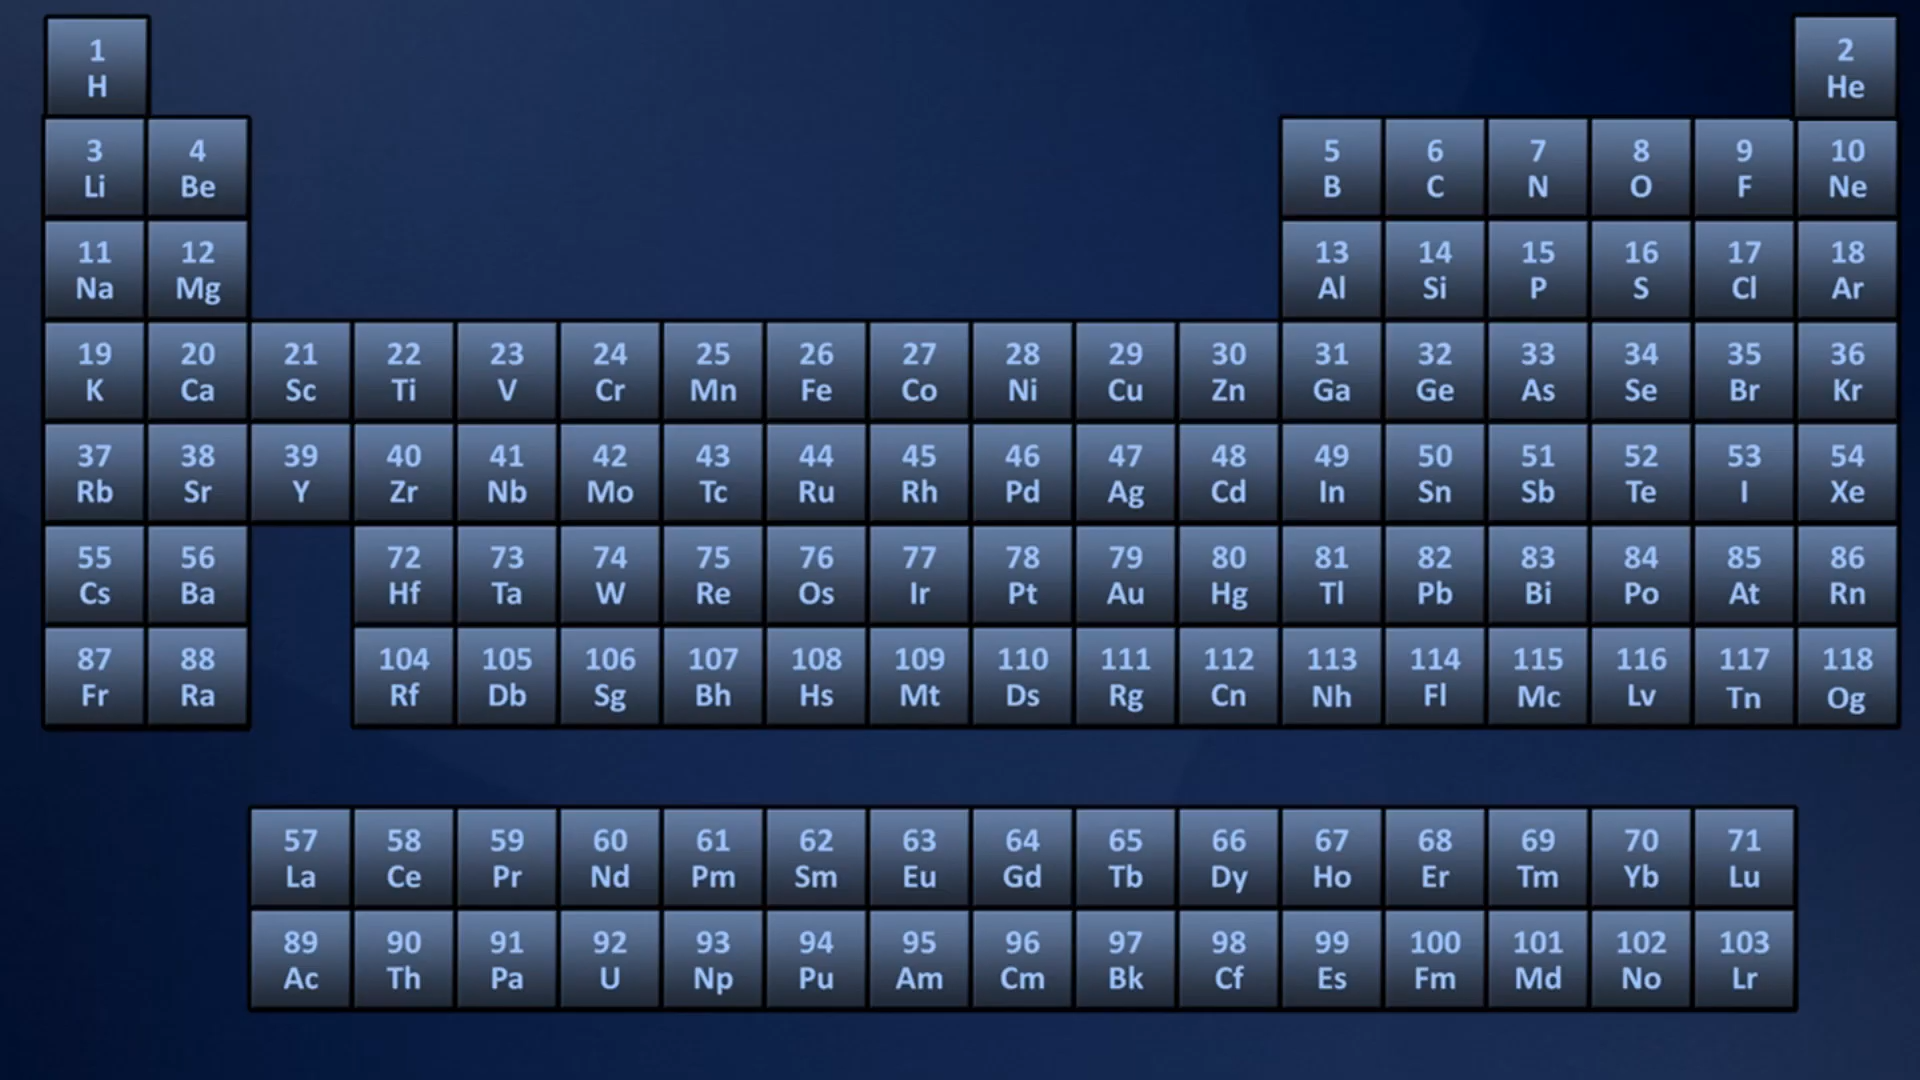 1 2
H He
3 4 5 6 7 8 9 10
Li Be B C N O F Ne
11 12 13 14 15 16 17 18
Na Mg Al Si P S Cl Ar
19 20 21 22 23 24 25 26 27 28 29 30 31 32 33 34 35 36
K Ca Sc Ti V Cr Mn Fe Co Ni Cu Zn Ga Ge As Se Br Kr
37 38 39 40 41 42 43 44 45 46 47 48 49 50 51 52 53 54
Rb Sr Y Zr Nb Mo Tc Ru Rh Pd Ag Cd In Sn Sb Te I Xe
55 56 72 73 74 75 76 77 78 79 80 81 82 83 84 85 86
Cs Ba Hf Ta W Re Os Ir Pt Au Hg Tl Pb Bi Po At Rn
87 88 104 105 106 107 108 109 110 111 112 113 114 115 116 117 118
Fr Ra Rf Db Sg Bh Hs Mt Ds Rg Cn Nh Fl Mc Lv Tn Og
57 58 59 60 61 62 63 64 65 66 67 68 69 70 71
La Ce Pr Nd Pm Sm Eu Gd Tb Dy Ho Er Tm Yb Lu
89 90 91 92 93 94 95 96 97 98 99 100 101 102 103
Ac Th Pa U Np Pu Am Cm Bk Cf Es Fm Md No Lr